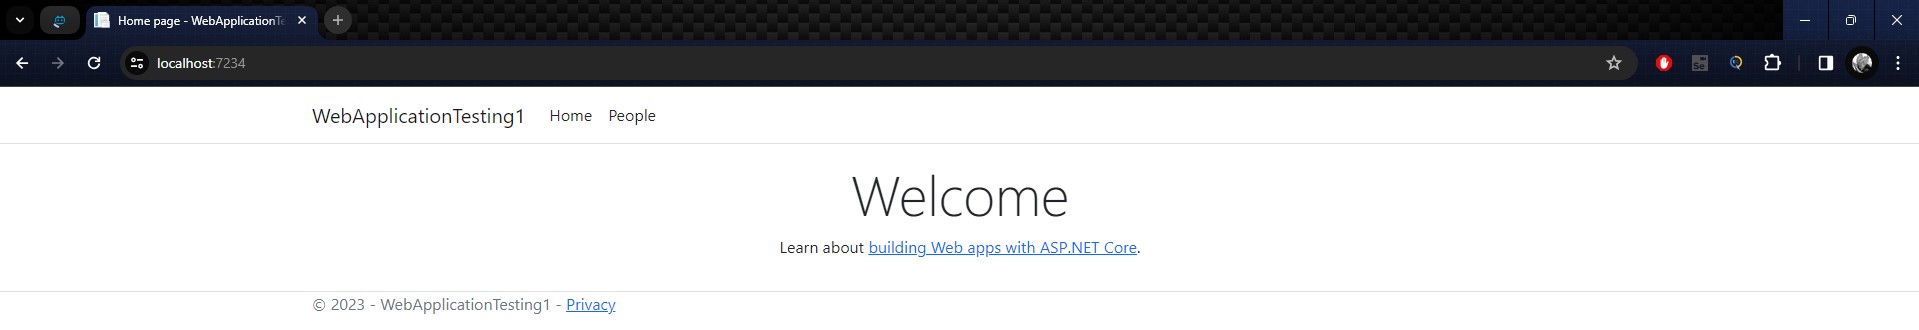 Home page - WebApplicationTe
localhost:7234
Se
WebApplicationTesting1 Home People
Welcome
Learn about building Web apps with ASP.NET Core.
© 2023 - WebApplicationTesting1 - Privacy